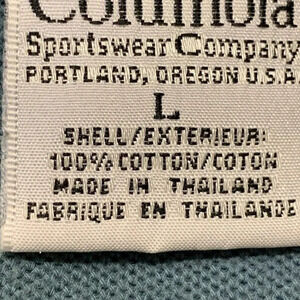 Columbia
Sportswear Company
PORTLAND, OREGON U.S.A
L
SHELL/EXTERIEUR:
100% COTTON/COTON
MADE IN THAILAND
FABRIQUE EN THAILANDE